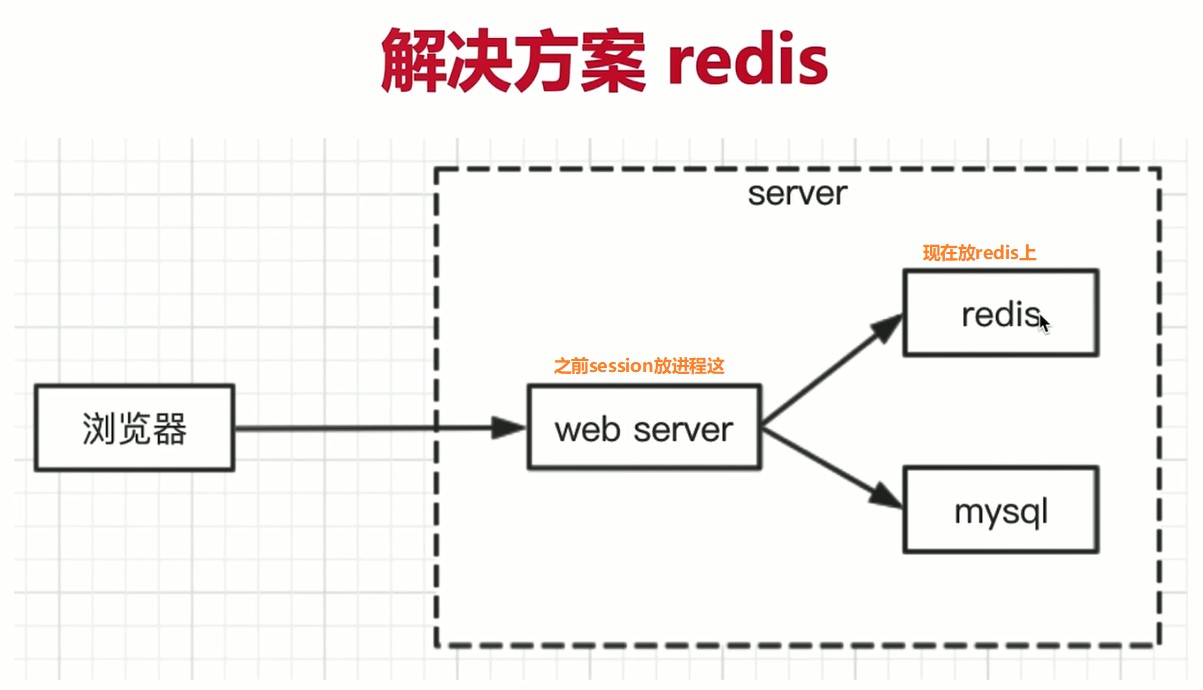 解决方案 redis
server
现在放redis上
redis
之前session放进程这
浏览器
web server
mysql